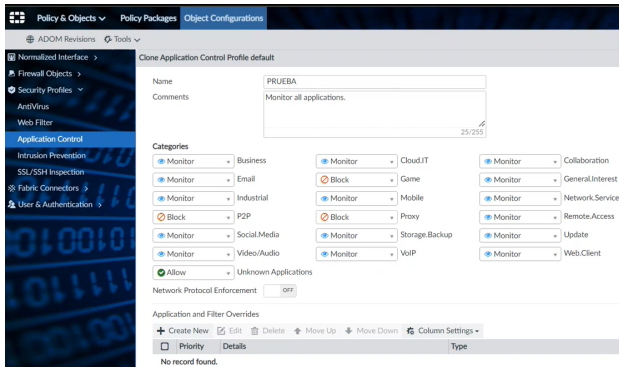 Policy & Objects Policy Packages Object Configurations
ADOM Revisions Tools
Normalized Interface
Firewall Objects
Security Profiles
AntiVirus
Web Filter
Application Control
Intrusion Prevention
SSL/SSH Inspection
Fabric Connectors
User & Authentication
Clone Application Control Profile default
Name PRUEBA
Comments Monitor all applications.
25/255
Categories
Monitor Business Monitor Cloud.IT Monitor Collaboration
Monitor Email Block Game Monitor General.Interest
Monitor Industrial Monitor Mobile Monitor Network.Service
Block P2P Block Proxy Monitor Remote.Access
Monitor Social.Media Monitor Storage.Backup Monitor Update
Monitor Video/Audio Monitor VoIP Monitor Web.Client
Allow Unknown Applications
Network Protocol Enforcement OFF
Application and Filter Overrides
Create New Edit Delete Move Up Move Down Column Settings
Priority Details Type
No record found.